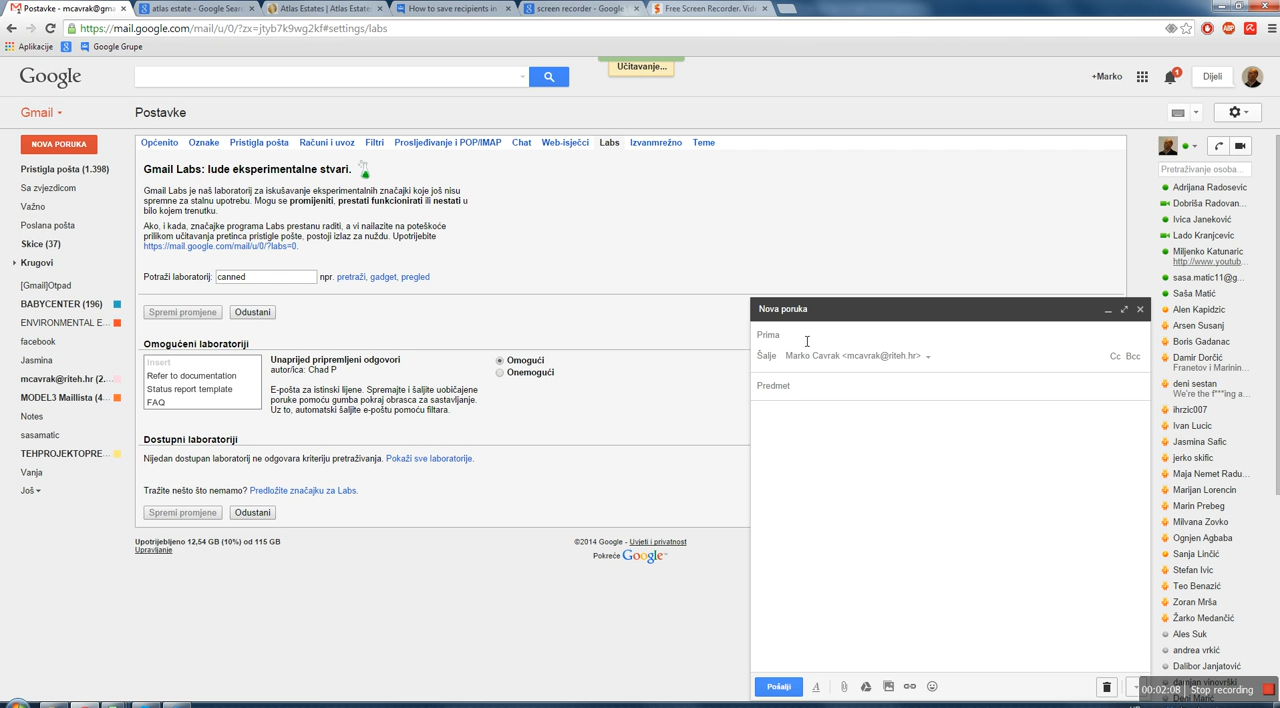 Postavke - mcavrak@gma
atlas estate - Google Sear
Atlas Estates | Atlas Estate
How to save recipients in
screen recorder - Google
Free Screen Recorder. Vid
https://mail.google.com/mail/u/0/?zx=jtyb7k9wg2kf#settings/labs
Aplikacije
Google Grupe
Učitavanje...
Google
+Marko
1
Dijeli
Gmail
Postavke
NOVA PORUKA
Pristigla pošta (1.398)
Sa zvjezdicom
Važno
Poslana pošta
Skice (37)
Krugovi
[Gmail]Otpad
BABYCENTER (196)
ENVIRONMENTAL E...
facebook
Jasmina
mcavrak@riteh.hr (2...
MODEL3 Maillista (4...
Notes
sasamatic
TEHPROJEKTOPRE...
Vanja
Još
Općenito Oznake Pristigla pošta Računi i uvoz Filtri Prosljeđivanje i POP/IMAP Chat Web-isječci Labs Izvanmrežno Teme
Gmail Labs: lude eksperimentalne stvari.
Gmail Labs je naš laboratorij za iskušavanje eksperimentalnih značajki koje još nisu
spremne za stalnu upotrebu. Mogu se promijeniti, prestati funkcionirati ili nestati u
bilo kojem trenutku.
Ako, i kada, značajke programa Labs prestanu raditi, a vi nailazite na poteškoće
prilikom učitavanja pretinca pristigle pošte, postoji izlaz za nuždu. Upotrijebite
https://mail.google.com/mail/u/0/?labs=0.
Potraži laboratorij: canned npr. pretraži, gadget, pregled
Spremi promjene Odustani
Omogućeni laboratoriji
Insert
Refer to documentation
Status report template
FAQ
Unaprijed pripremljeni odgovori
autor/ica: Chad P
E-pošta za istinski lijene. Spremajte i šaljite uobičajene
poruke pomoću gumba pokraj obrasca za sastavljanje.
Uz to, automatski šaljite e-poštu pomoću filtara.
Omogući
Onemogući
Dostupni laboratoriji
Nijedan dostupan laboratorij ne odgovara kriteriju pretraživanja. Pokaži sve laboratorije.
Tražite nešto što nemamo? Predložite značajku za Labs.
Spremi promjene Odustani
Upotrijebljeno 12,54 GB (10%) od 115 GB
Upravljanje
©2014 Google - Uvjeti i privatnost
Pokreće Google
Nova poruka
Prima
Šalje Marko Cavrak <mcavrak@riteh.hr> Cc Bcc
Predmet
Pošalji
Pretraživanje osoba...
Adrijana Radosevic
Dobriša Radovan...
Ivica Janeković
Lado Kranjcevic
Miljenko Katunaric
http://www.youtub...
sasa.matic11@g...
Saša Matić
Alen Kapidzic
Arsen Susanj
Boris Gadanac
Damir Dorčić
Franetov i Marinin...
deni sestan
We're the f***ing a...
ihrzic007
Ivan Lucic
Jasmina Safic
jerko skific
Maja Nemet Radu...
Marijan Lorencin
Marin Prebeg
Milvana Zovko
Ognjen Agbaba
Sanja Linčić
Stefan Ivic
Teo Benazić
Zoran Mrša
Žarko Medančić
Ales Suk
andrea vrkić
Dalibor Janjatović
damjan vinovrški
00:02:08 Stop recording